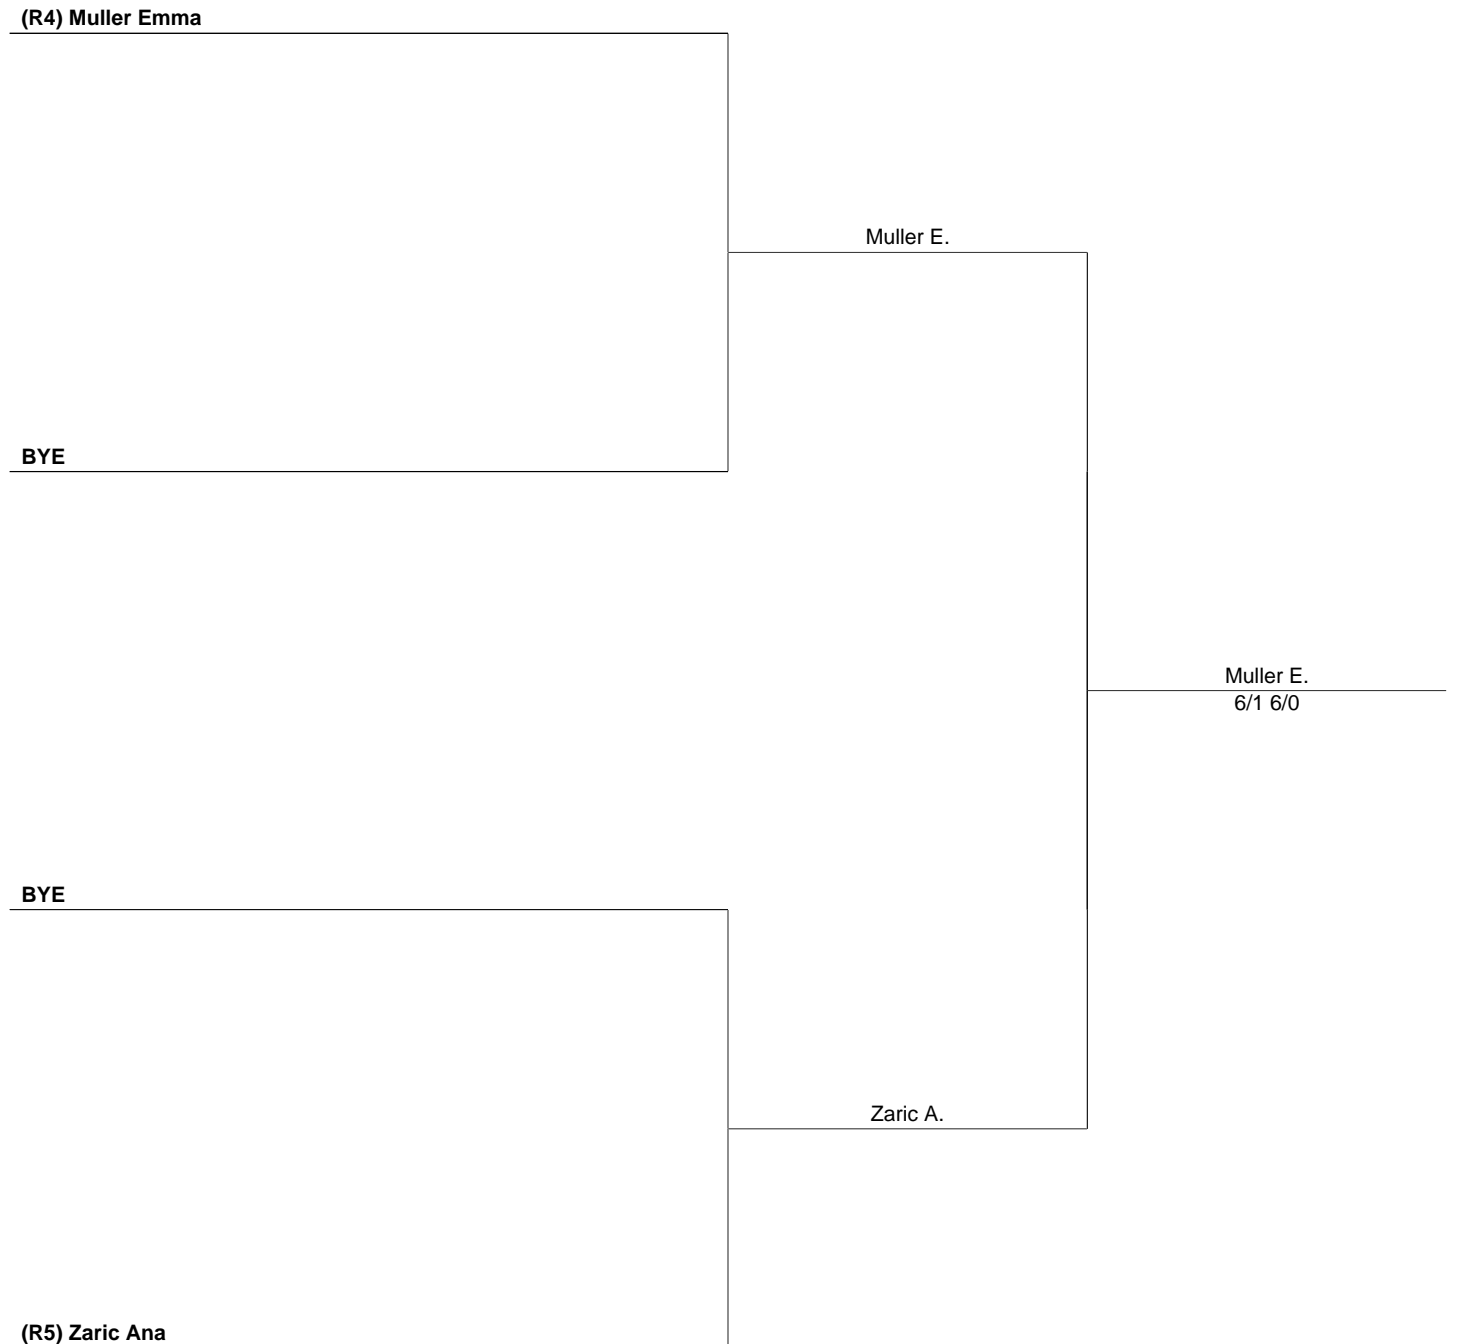 (R4) Muller Emma
Muller E.
BYE
Muller E.
6/1 6/0
BYE
Zaric A.
(R5) Zaric Ana